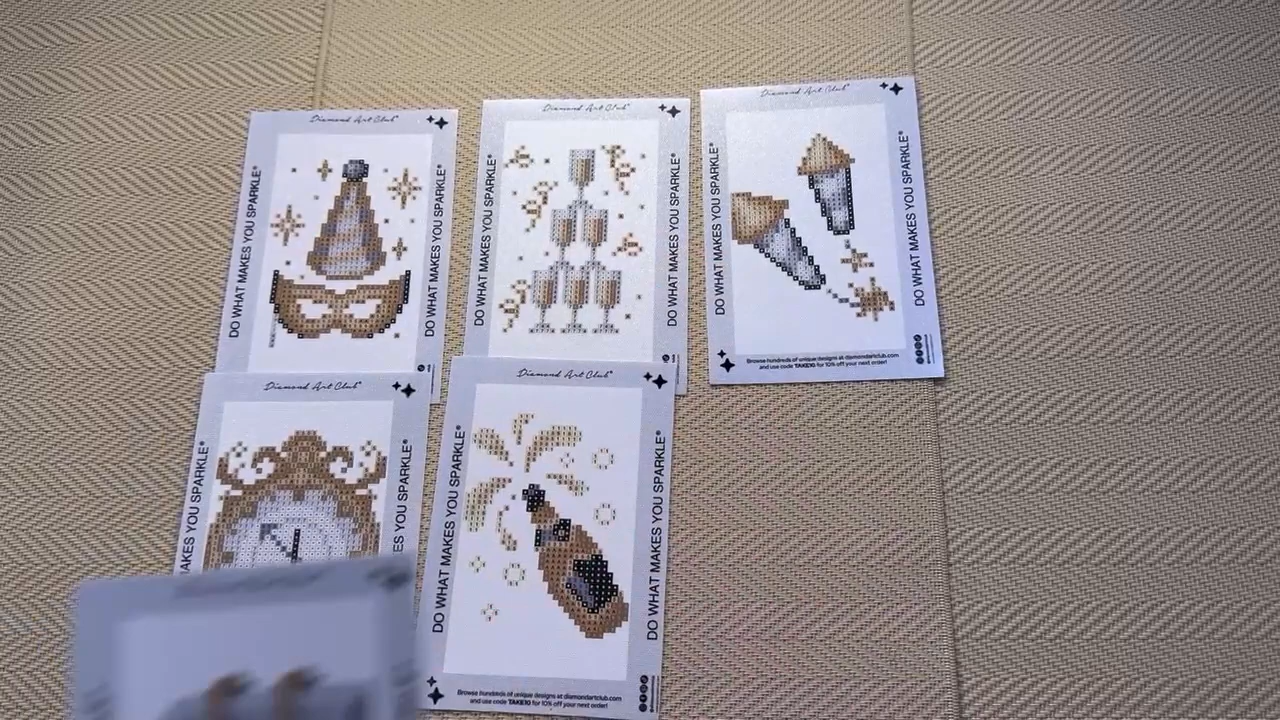 Diamond Art Club®
DO WHAT MAKES YOU SPARKLE®
DO WHAT MAKES YOU SPARKLE®
Diamond Art Club®
DO WHAT MAKES YOU SPARKLE®
DO WHAT MAKES YOU SPARKLE®
Diamond Art Club®
DO WHAT MAKES YOU SPARKLE®
DO WHAT MAKES YOU SPARKLE®
Browse hundreds of unique designs at diamondartclub.com
and use code TAKE10 for 10% off your next order!
Diamond Art Club®
MAKES YOU SPARKLE®
MAKES YOU SPARKLE®
Diamond Art Club®
DO WHAT MAKES YOU SPARKLE®
DO WHAT MAKES YOU SPARKLE®
Browse hundreds of unique designs at diamondartclub.com
and use code TAKE10 for 10% off your next order!